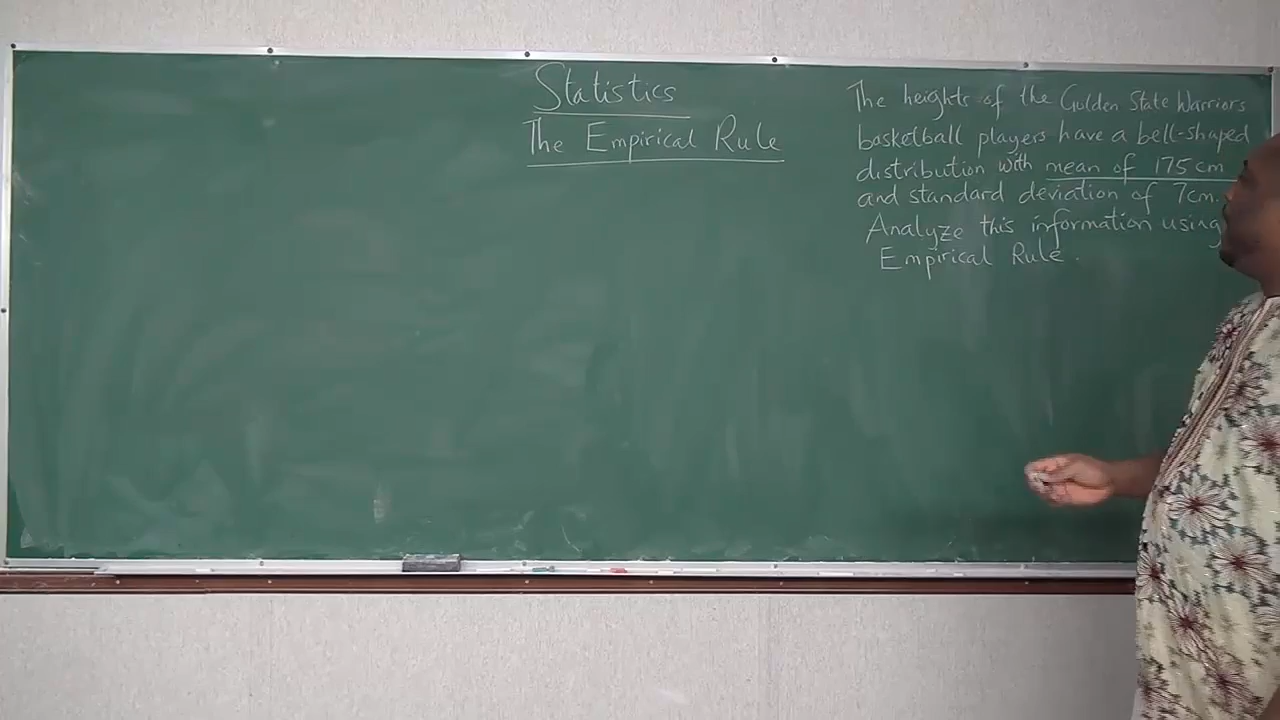 Statistics
The Empirical Rule
The heights of the Golden State Warriors
basketball players have a bell-shaped
distribution with mean of 175 cm
and standard deviation of 7cm.
Analyze this information using
Empirical Rule.